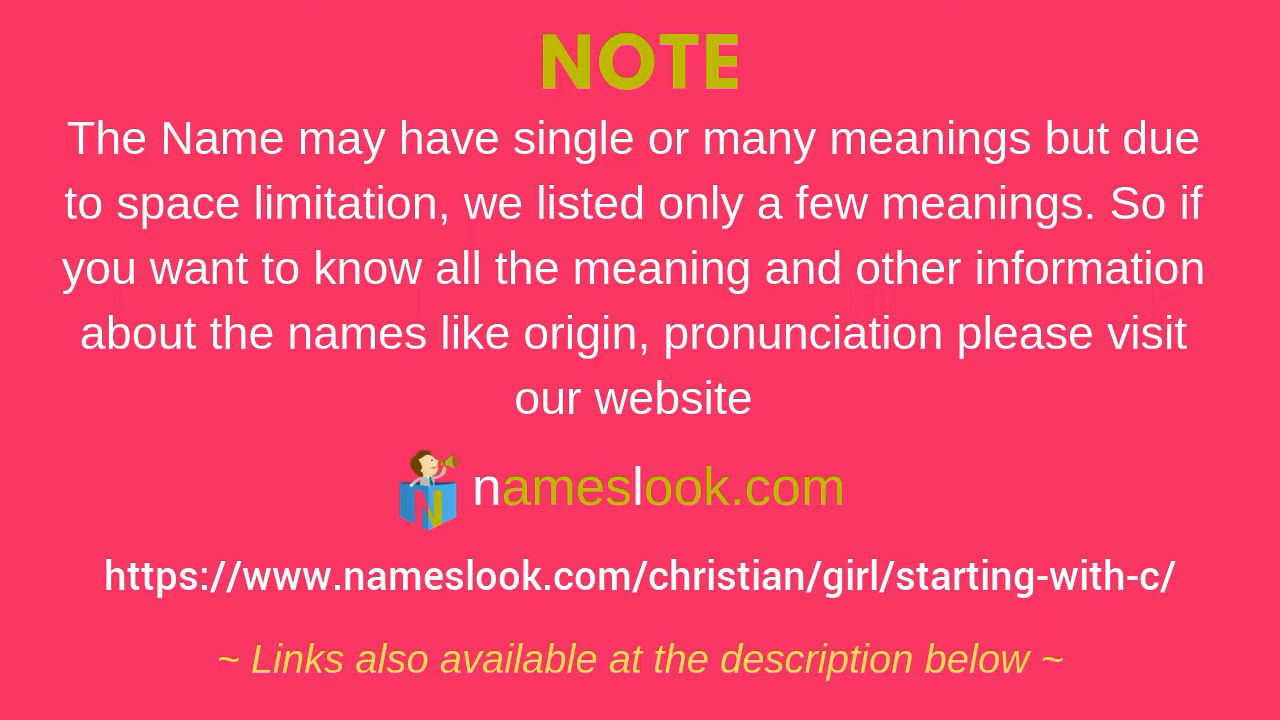 NOTE
The Name may have single or many meanings but due
to space limitation, we listed only a few meanings. So if
you want to know all the meaning and other information
about the names like origin, pronunciation please visit
our website
N nameslook.com
https://www.nameslook.com/christian/girl/starting-with-c/
~ Links also available at the description below ~